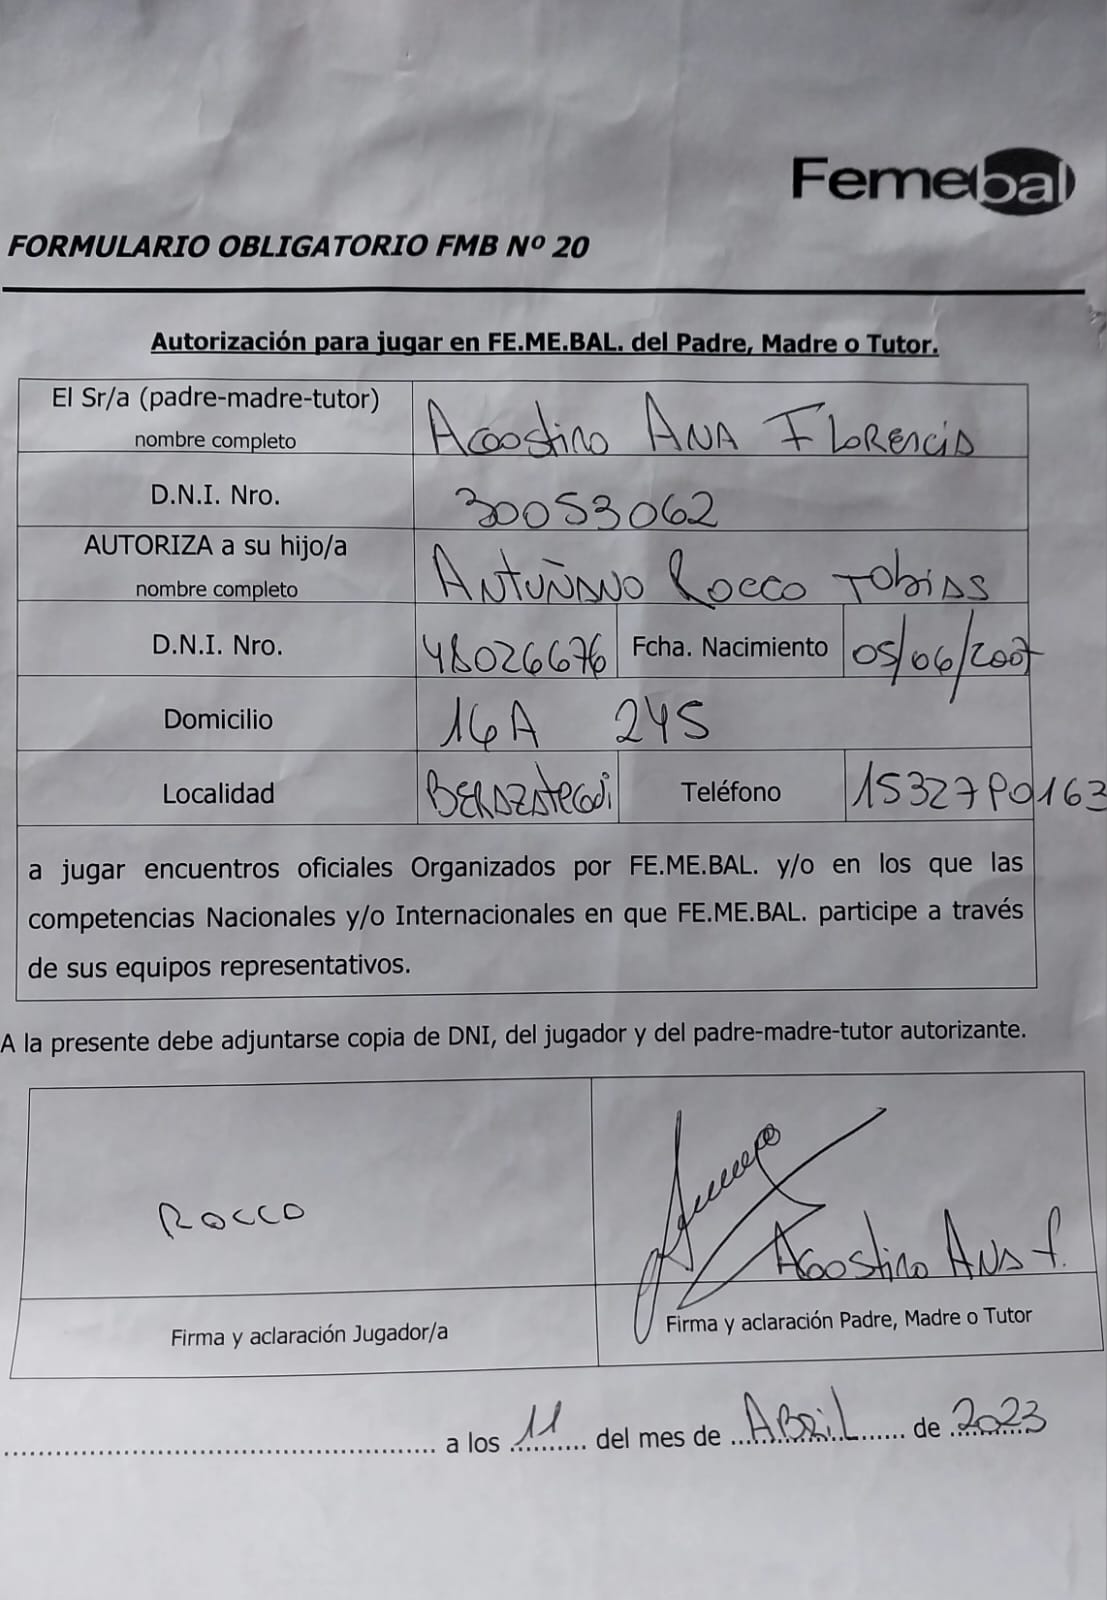 Femebal
FORMULARIO OBLIGATORIO FMB Nº 20
Autorización para jugar en FE.ME.BAL. del Padre, Madre o Tutor.
El Sr/a (padre-madre-tutor) nombre completo
Agostino ANA FLORENCIA
D.N.I. Nro.
30053062
AUTORIZA a su hijo/a nombre completo
ANTUÑANO ROCCO TobiAS
D.N.I. Nro.
48026676
Fcha. Nacimiento
05/06/2007
Domicilio
16A 245
Localidad
BERAZATEGUI
Teléfono
15327P0163
a jugar encuentros oficiales Organizados por FE.ME.BAL. y/o en los que las
competencias Nacionales y/o Internacionales en que FE.ME.BAL. participe a través
de sus equipos representativos.
A la presente debe adjuntarse copia de DNI, del jugador y del padre-madre-tutor autorizante.
ROCCO
Agostino ANA F.
Firma y aclaración Jugador/a
Firma y aclaración Padre, Madre o Tutor
........................................ a los 11 del mes de ABRIL de 2023